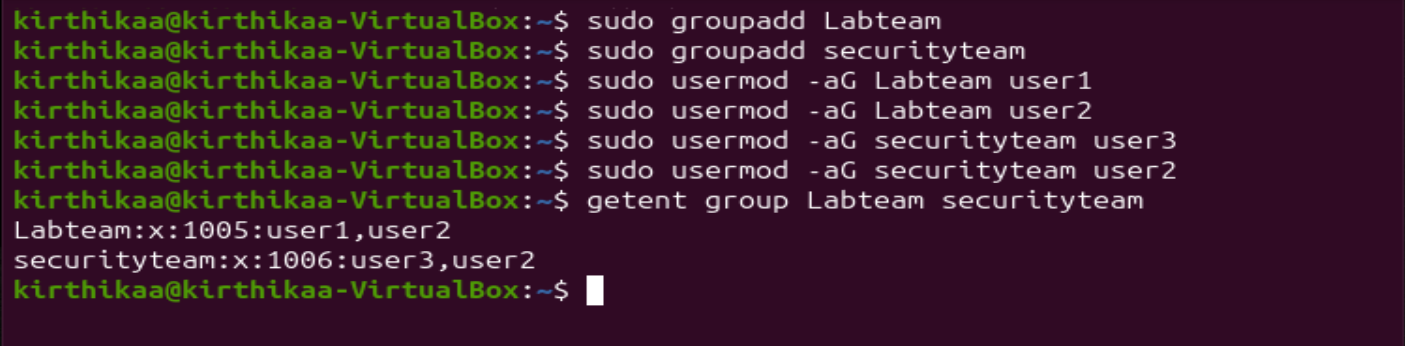 kirthikaa@kirthikaa-VirtualBox:~$ sudo groupadd Labteam
kirthikaa@kirthikaa-VirtualBox:~$ sudo groupadd securityteam
kirthikaa@kirthikaa-VirtualBox:~$ sudo usermod -aG Labteam user1
kirthikaa@kirthikaa-VirtualBox:~$ sudo usermod -aG Labteam user2
kirthikaa@kirthikaa-VirtualBox:~$ sudo usermod -aG securityteam user3
kirthikaa@kirthikaa-VirtualBox:~$ sudo usermod -aG securityteam user2
kirthikaa@kirthikaa-VirtualBox:~$ getent group Labteam securityteam
Labteam:x:1005:user1,user2
securityteam:x:1006:user3,user2
kirthikaa@kirthikaa-VirtualBox:~$